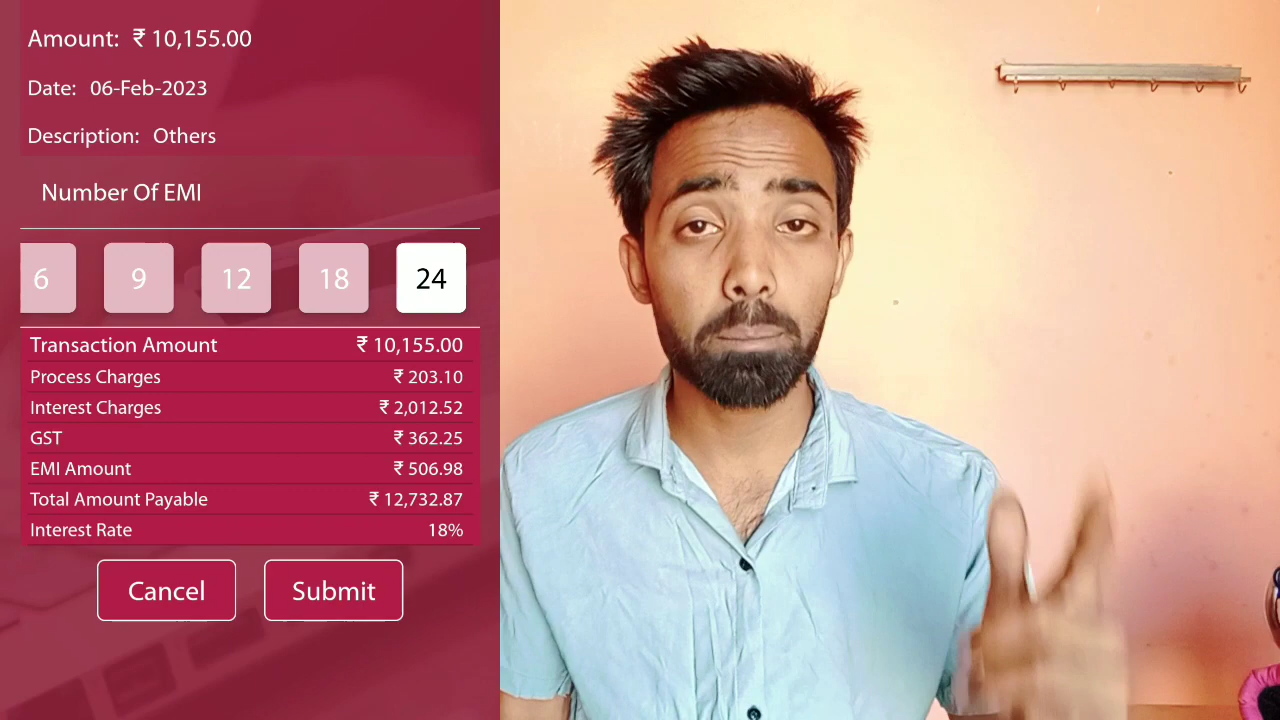 Amount: ₹ 10,155.00
Date: 06-Feb-2023
Description: Others
Number Of EMI
6 9 12 18 24
Transaction Amount ₹ 10,155.00
Process Charges ₹ 203.10
Interest Charges ₹ 2,012.52
GST ₹ 362.25
EMI Amount ₹ 506.98
Total Amount Payable ₹ 12,732.87
Interest Rate 18%
Cancel Submit